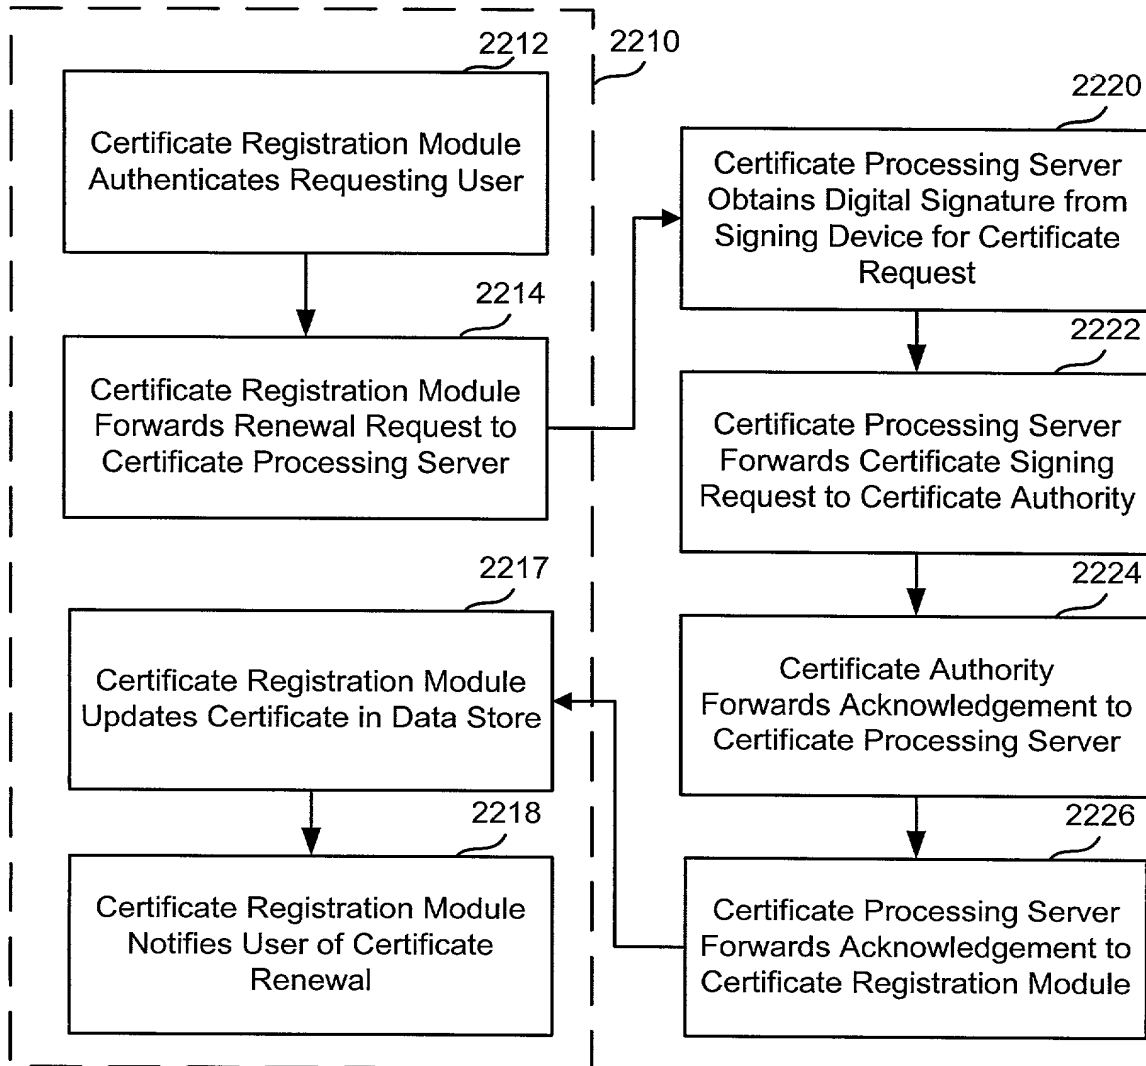 2212
Certificate Registration Module
Authenticates Requesting User
2210
2214
Certificate Registration Module
Forwards Renewal Request to
Certificate Processing Server
2217
Certificate Registration Module
Updates Certificate in Data Store
2218
Certificate Registration Module
Notifies User of Certificate
Renewal
2220
Certificate Processing Server
Obtains Digital Signature from
Signing Device for Certificate
Request
2222
Certificate Processing Server
Forwards Certificate Signing
Request to Certificate Authority
2224
Certificate Authority
Forwards Acknowledgement to
Certificate Processing Server
2226
Certificate Processing Server
Forwards Acknowledgement to
Certificate Registration Module